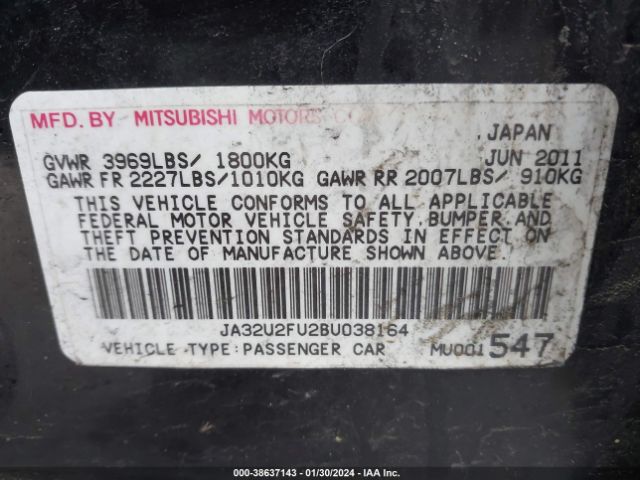 MFD. BY MITSUBISHI MOTORS
JAPAN
GVWR 3969LBS/ 1800KG JUN 2011
GAWR FR 2227LBS/1010KG GAWR RR 2007LBS/ 910KG
THIS VEHICLE CONFORMS TO ALL APPLICABLE
FEDERAL MOTOR VEHICLE SAFETY, BUMPER AND
THEFT PREVENTION STANDARDS IN EFFECT ON
THE DATE OF MANUFACTURE SHOWN ABOVE.
JA32U2FU2BU038164
VEHICLE TYPE:PASSENGER CAR MU001547
000-38637143 - 01/30/2024 - IAA Inc.